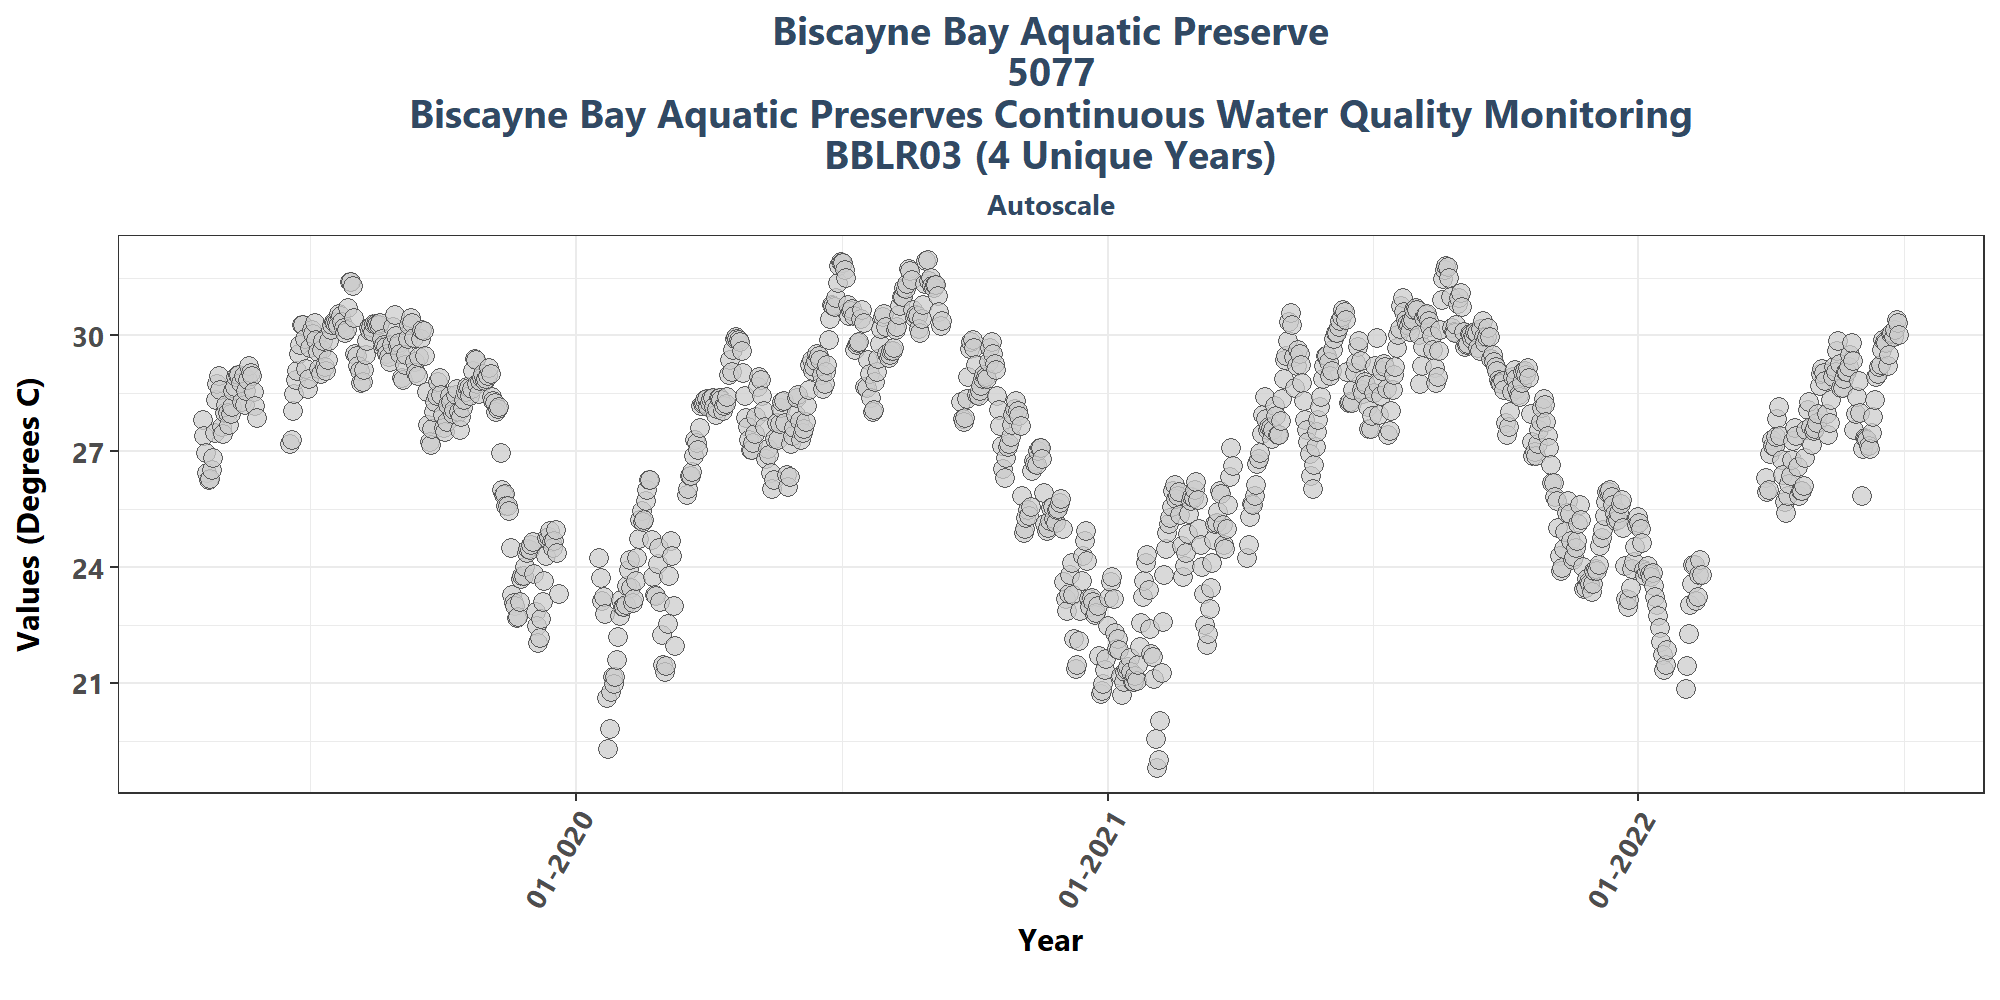 Biscayne Bay Aquatic Preserve
5077
Biscayne Bay Aquatic Preserves Continuous Water Quality Monitoring
BBLR03 (4 Unique Years)
Autoscale
Values (Degrees C)
30
27
24
21
01-2020
01-2021
01-2022
Year